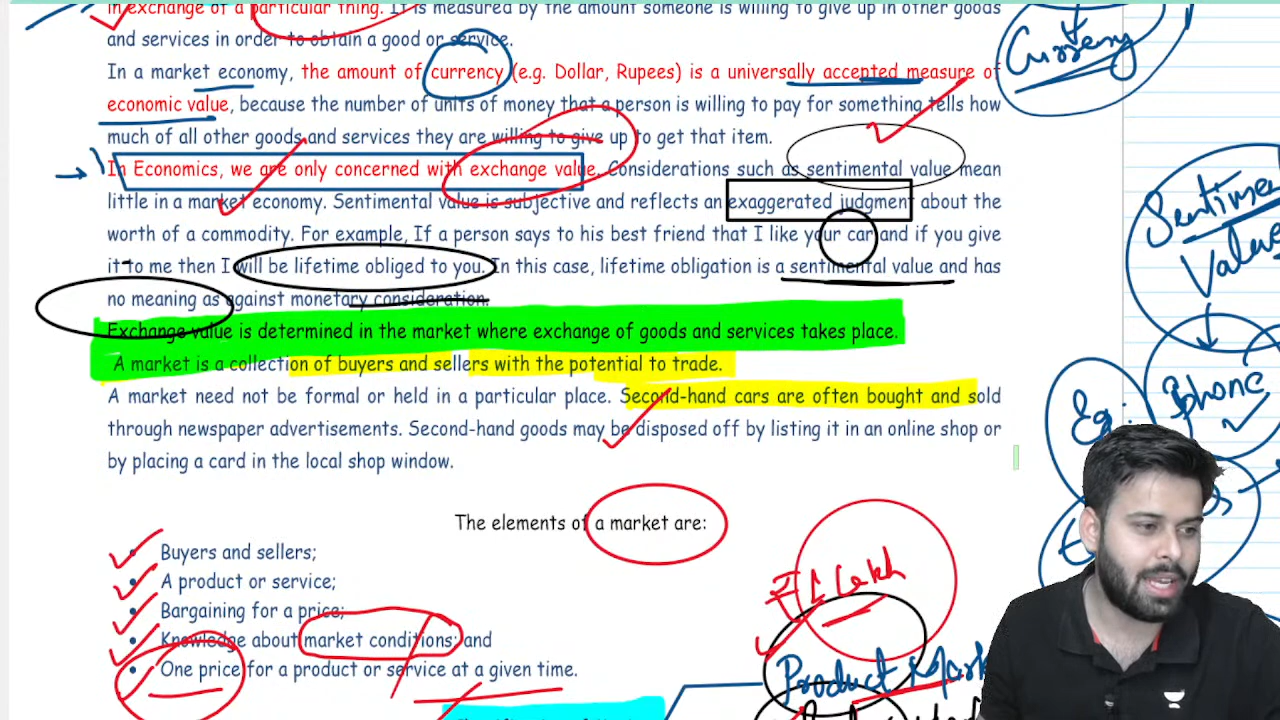 in exchange of a particular thing. It is measured by the amount someone is willing to give up in other goods
and services in order to obtain a good or service.
In a market economy, the amount of currency (e.g. Dollar, Rupees) is a universally accepted measure of
economic value, because the number of units of money that a person is willing to pay for something tells how
much of all other goods and services they are willing to give up to get that item.
In Economics, we are only concerned with exchange value. Considerations such as sentimental value mean
little in a market economy. Sentimental value is subjective and reflects an exaggerated judgment about the
worth of a commodity. For example, If a person says to his best friend that I like your car and if you give
it to me then I will be lifetime obliged to you. In this case, lifetime obligation is a sentimental value and has
no meaning as against monetary consideration.
Exchange value is determined in the market where exchange of goods and services takes place.
A market is a collection of buyers and sellers with the potential to trade.
A market need not be formal or held in a particular place. Second-hand cars are often bought and sold
through newspaper advertisements. Second-hand goods may be disposed off by listing it in an online shop or
by placing a card in the local shop window.
The elements of a market are:
• Buyers and sellers;
• A product or service;
• Bargaining for a price;
• Knowledge about market conditions; and
• One price for a product or service at a given time.
Currency
Value
Eg:
Phone
1 Lakh
Product